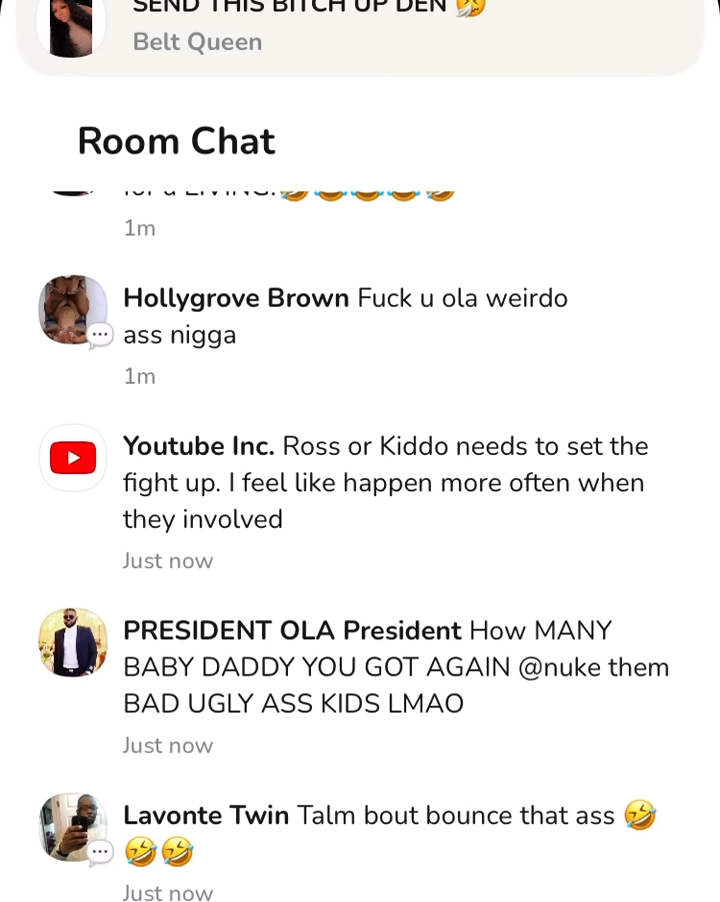 SEND THIS BITCH UP DEN 🤧
Belt Queen
Room Chat
for u LIVING.🤣🤣🤣🤣🤣
1m
Hollygrove Brown Fuck u ola weirdo
ass nigga
1m
Youtube Inc. Ross or Kiddo needs to set the
fight up. I feel like happen more often when
they involved
Just now
PRESIDENT OLA President How MANY
BABY DADDY YOU GOT AGAIN @nuke them
BAD UGLY ASS KIDS LMAO
Just now
Lavonte Twin Talm bout bounce that ass 🤣
🤣🤣
Just now